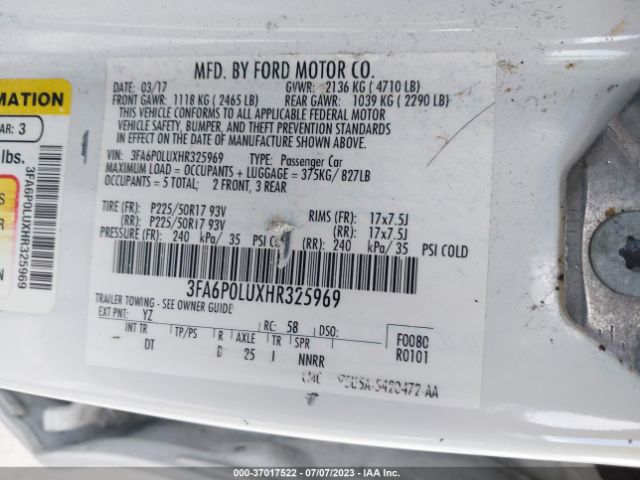 MFD. BY FORD MOTOR CO.
DATE: 03/17 GVWR: 2136 KG ( 4710 LB)
FRONT GAWR: 1118 KG ( 2465 LB) REAR GAWR: 1039 KG ( 2290 LB)
THIS VEHICLE CONFORMS TO ALL APPLICABLE FEDERAL MOTOR
VEHICLE SAFETY, BUMPER, AND THEFT PREVENTION STANDARDS
IN EFFECT ON THE DATE OF MANUFACTURE SHOWN ABOVE.
VIN: 3FA6P0LUXHR325969 TYPE: Passenger Car
MAXIMUM LOAD = OCCUPANTS + LUGGAGE = 375KG/ 827LB
OCCUPANTS = 5 TOTAL; 2 FRONT, 3 REAR
TIRE (FR): P225/50R17 93V RIMS (FR): 17x7.5J
(RR): P225/50R17 93V (RR): 17x7.5J
PRESSURE (FR): 240 kPa/ 35 PSI COLD (RR): 240 kPa/ 35 PSI COLD
3FA6P0LUXHR325969
TRAILER TOWING - SEE OWNER GUIDE
EXT PNT: YZ RC: 58 DSO: F0080
INT TR TP/PS R AXLE TR SPR R0101
DT 25 J NNRR
5420472-AA
MATION
AR: 3
lbs.
3FA6P0LUXHR325969
000-37017522 / 07/07/2023 - IAA Inc.